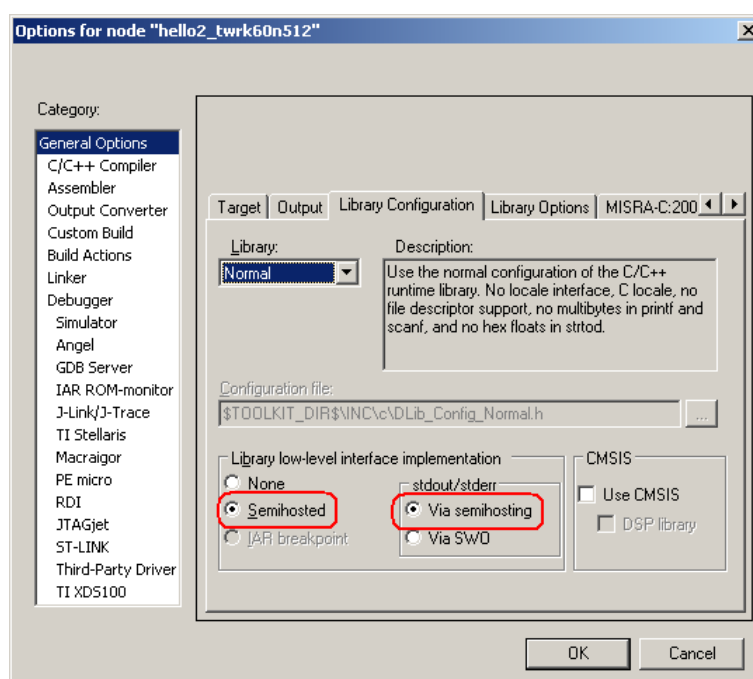 Options for node "hello2_twrk60n512"
Category:
General Options
C/C++ Compiler
Assembler
Output Converter
Custom Build
Build Actions
Linker
Debugger
Simulator
Angel
GDB Server
IAR ROM-monitor
J-Link/J-Trace
TI Stellaris
Macraigor
PE micro
RDI
JTAGjet
ST-LINK
Third-Party Driver
TI XDS100
Target Output Library Configuration Library Options MISRA-C:200
Library:
Normal
Description:
Use the normal configuration of the C/C++
runtime library. No locale interface, C locale, no
file descriptor support, no multibytes in printf and
scanf, and no hex floats in strtod.
Configuration file:
$TOOLKIT_DIR$\INC\c\DLib_Config_Normal.h
...
Library low-level interface implementation
None
Semihosted
IAR breakpoint
stdout/stderr
Via semihosting
Via SWO
CMSIS
Use CMSIS
DSP library
OK Cancel